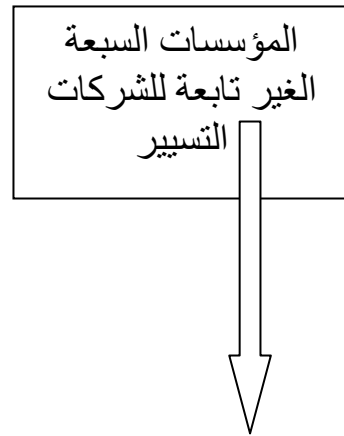 المؤسسات السبعة
الغير تابعة للشركات
التسيير